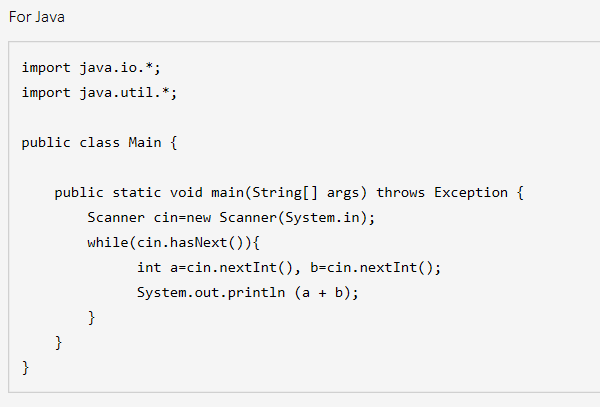 For Java
import java.io.*;
import java.util.*;
public class Main {
public static void main(String[] args) throws Exception {
Scanner cin=new Scanner(System.in);
while(cin.hasNext()){
int a=cin.nextInt(), b=cin.nextInt();
System.out.println (a + b);
}
}
}